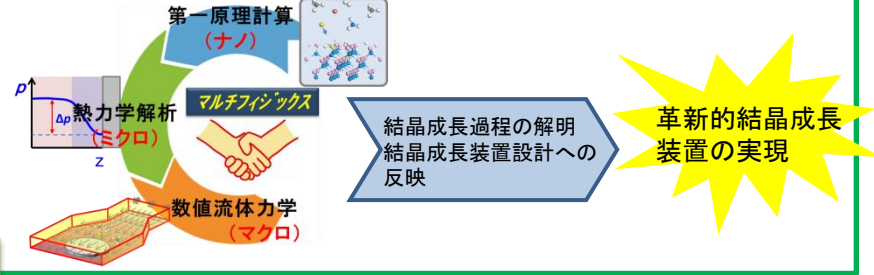 第一原理計算
(ナノ)
p
Δp
熱力学解析
(ミクロ)
z
マルチフィジックス
数値流体力学
(マクロ)
結晶成長過程の解明
結晶成長装置設計への
反映
革新的結晶成長
装置の実現